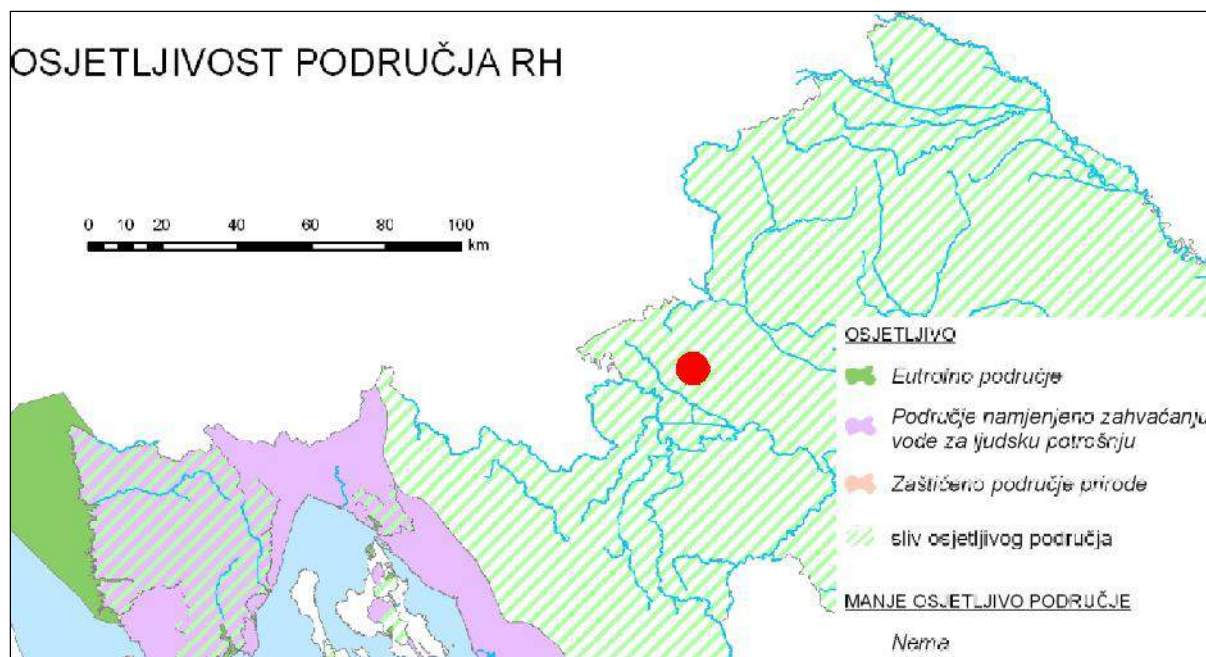 OSJETLJIVOST PODRUČJA RH
0 10 20 40 60 80 100
km
OSJETLJIVO
Eutrofno područje
Područje namjenjeno zahvaćanju
vode za ljudsku potrošnju
Zaštićeno područje prirode
sliv osjetljivog područja
MANJE OSJETLJIVO PODRUČJE
Nema